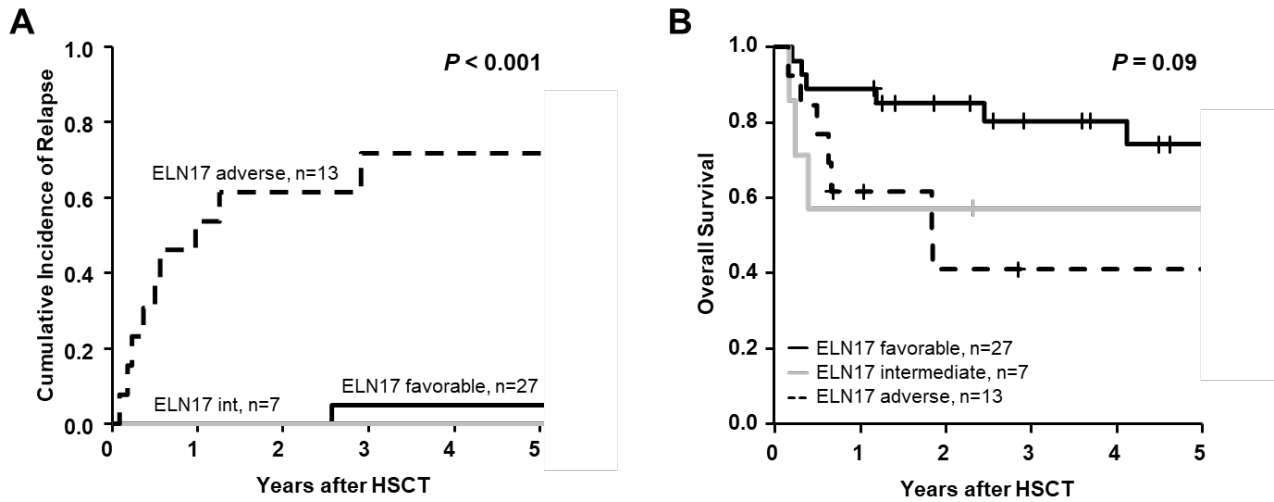 A
Cumulative Incidence of Relapse
1.0
0.8
0.6
0.4
0.2
0.0
P < 0.001
ELN17 adverse, n=13
ELN17 favorable, n=27
ELN17 int, n=7
0 1 2 3 4 5
Years after HSCT
B
Overall Survival
1.0
0.8
0.6
0.4
0.2
0.0
P = 0.09
ELN17 favorable, n=27
ELN17 intermediate, n=7
ELN17 adverse, n=13
0 1 2 3 4 5
Years after HSCT